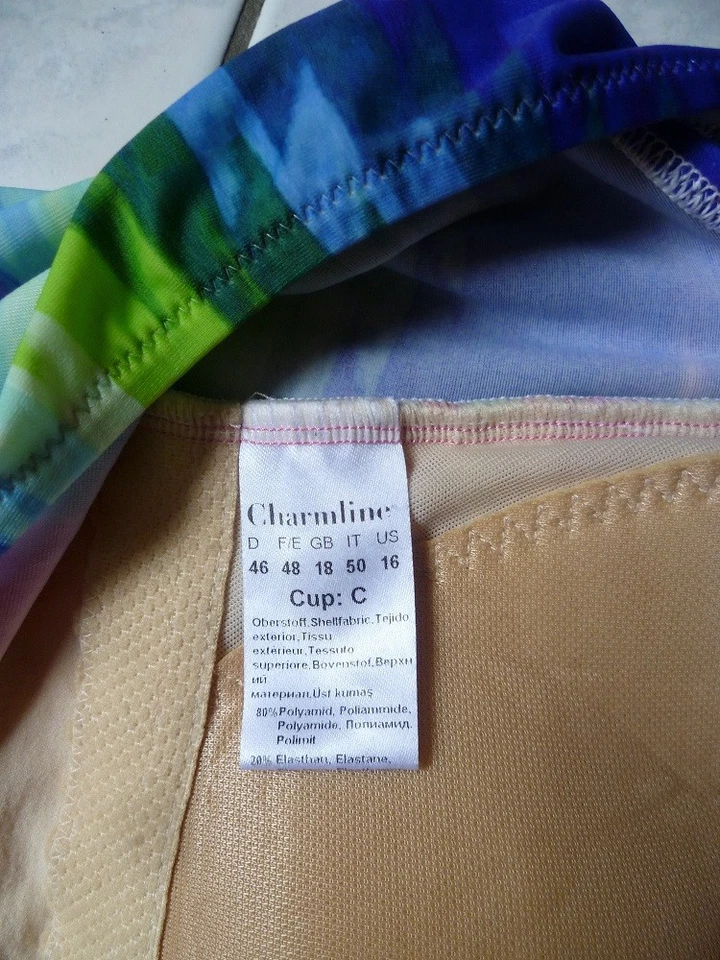 Charmline
D F/E GB IT US
46 48 18 50 16
Cup: C
Oberstoff,Shellfabric,Tejido
exterior,Tissu
extérieur,Tessuto
superiore,Bovenstof,Верхн
ий
материал,Üst kumaş
80%Polyamid, Poliammide,
Polyamide, Полиамид,
Polimit
20% Elasthan, Elastane,